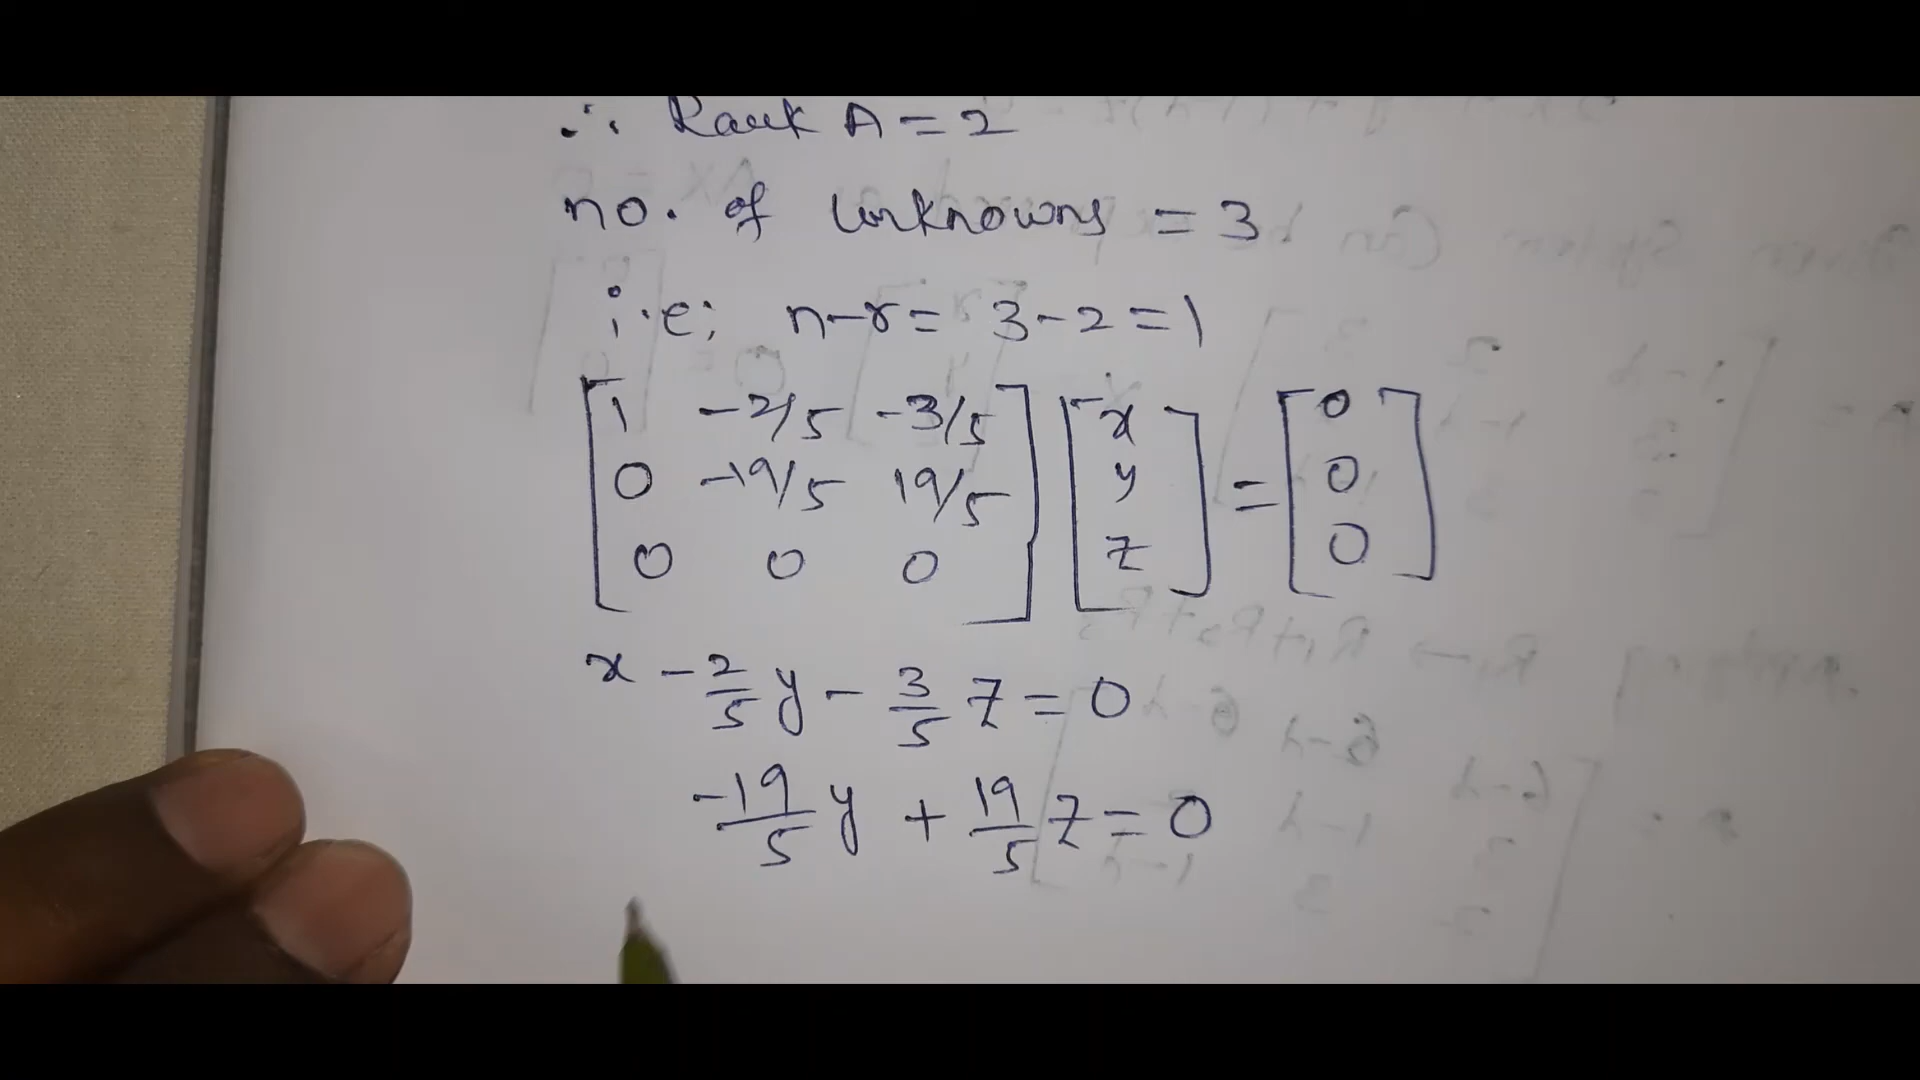 ∴ Rank A = 2
no. of unknowns = 3
i.e; n-r = 3-2 = 1
[1 -2/5 -3/5] [x] = [0]
[0 -19/5 19/5] [y] [0]
[0 0 0] [z] [0]
x - 2/5 y - 3/5 z = 0
-19/5 y + 19/5 z = 0